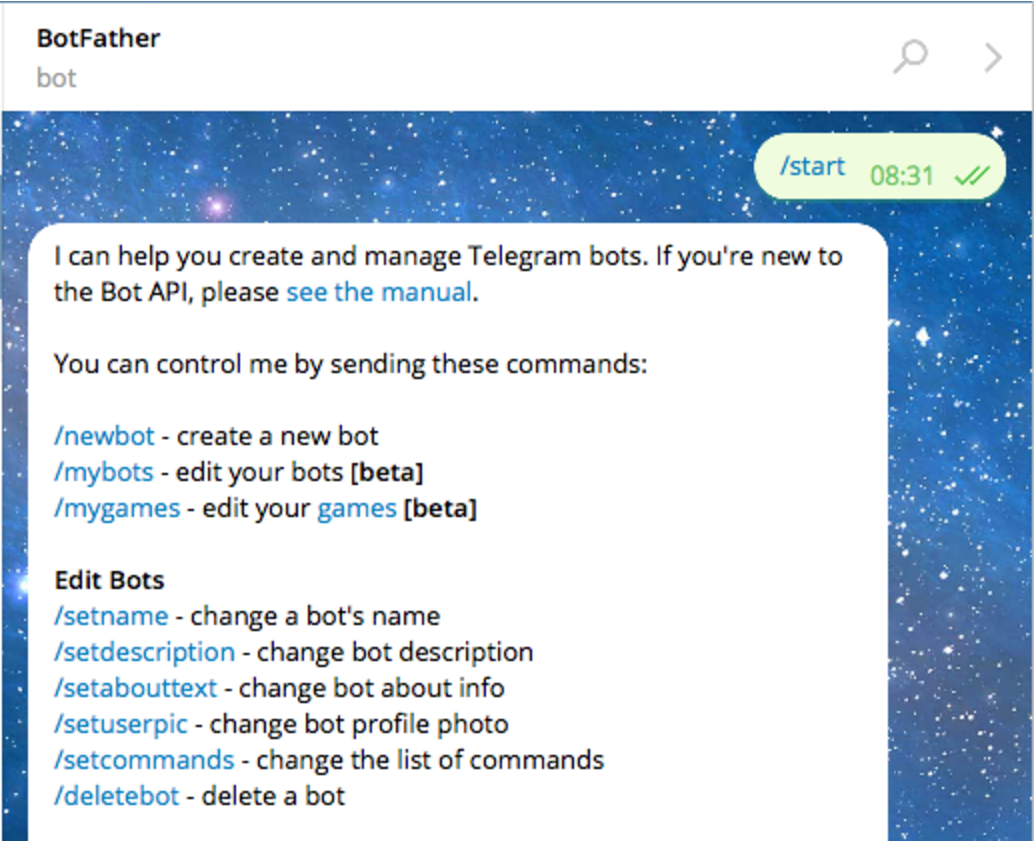 BotFather
bot
/start 08:31
I can help you create and manage Telegram bots. If you're new to
the Bot API, please see the manual.
You can control me by sending these commands:
/newbot - create a new bot
/mybots - edit your bots [beta]
/mygames - edit your games [beta]
Edit Bots
/setname - change a bot's name
/setdescription - change bot description
/setabouttext - change bot about info
/setuserpic - change bot profile photo
/setcommands - change the list of commands
/deletebot - delete a bot